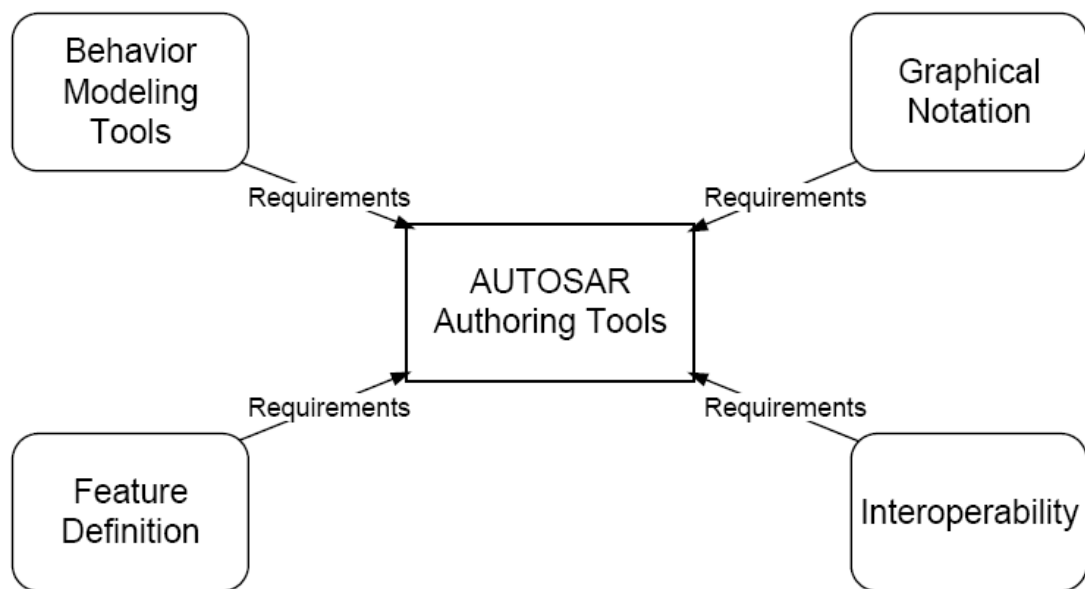 Behavior
Modeling
Tools
Graphical
Notation
Requirements
Requirements
AUTOSAR
Authoring Tools
Requirements
Requirements
Feature
Definition
Interoperability